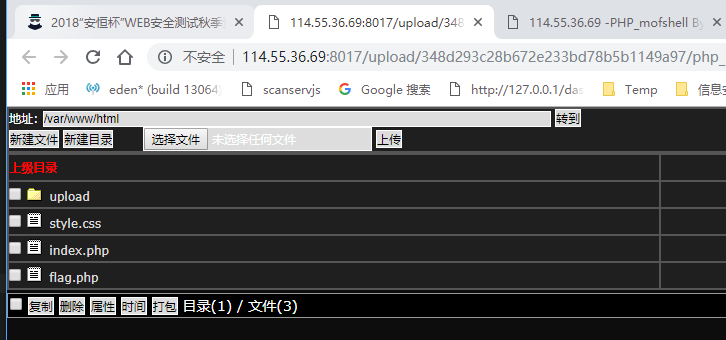 2018“安恒杯”WEB安全测试秋季
114.55.36.69:8017/upload/348
114.55.36.69 -PHP_mofshell By
不安全 114.55.36.69:8017/upload/348d293c28b672e233bd78b5b1149a97/php_
应用 eden* (build 13064) scanservjs Google 搜索 http://127.0.0.1/das Temp 信息安
地址: /var/www/html 转到
新建文件 新建目录 选择文件 未选择任何文件 上传
上级目录
upload
style.css
index.php
flag.php
复制 删除 属性 时间 打包 目录(1) / 文件(3)